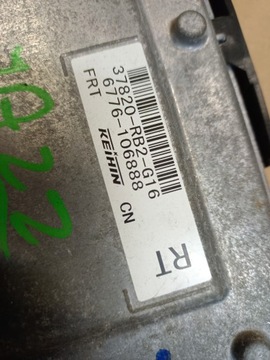 37820-RB2-G16
6776-106888
FRT
KEIHIN
CN
RT